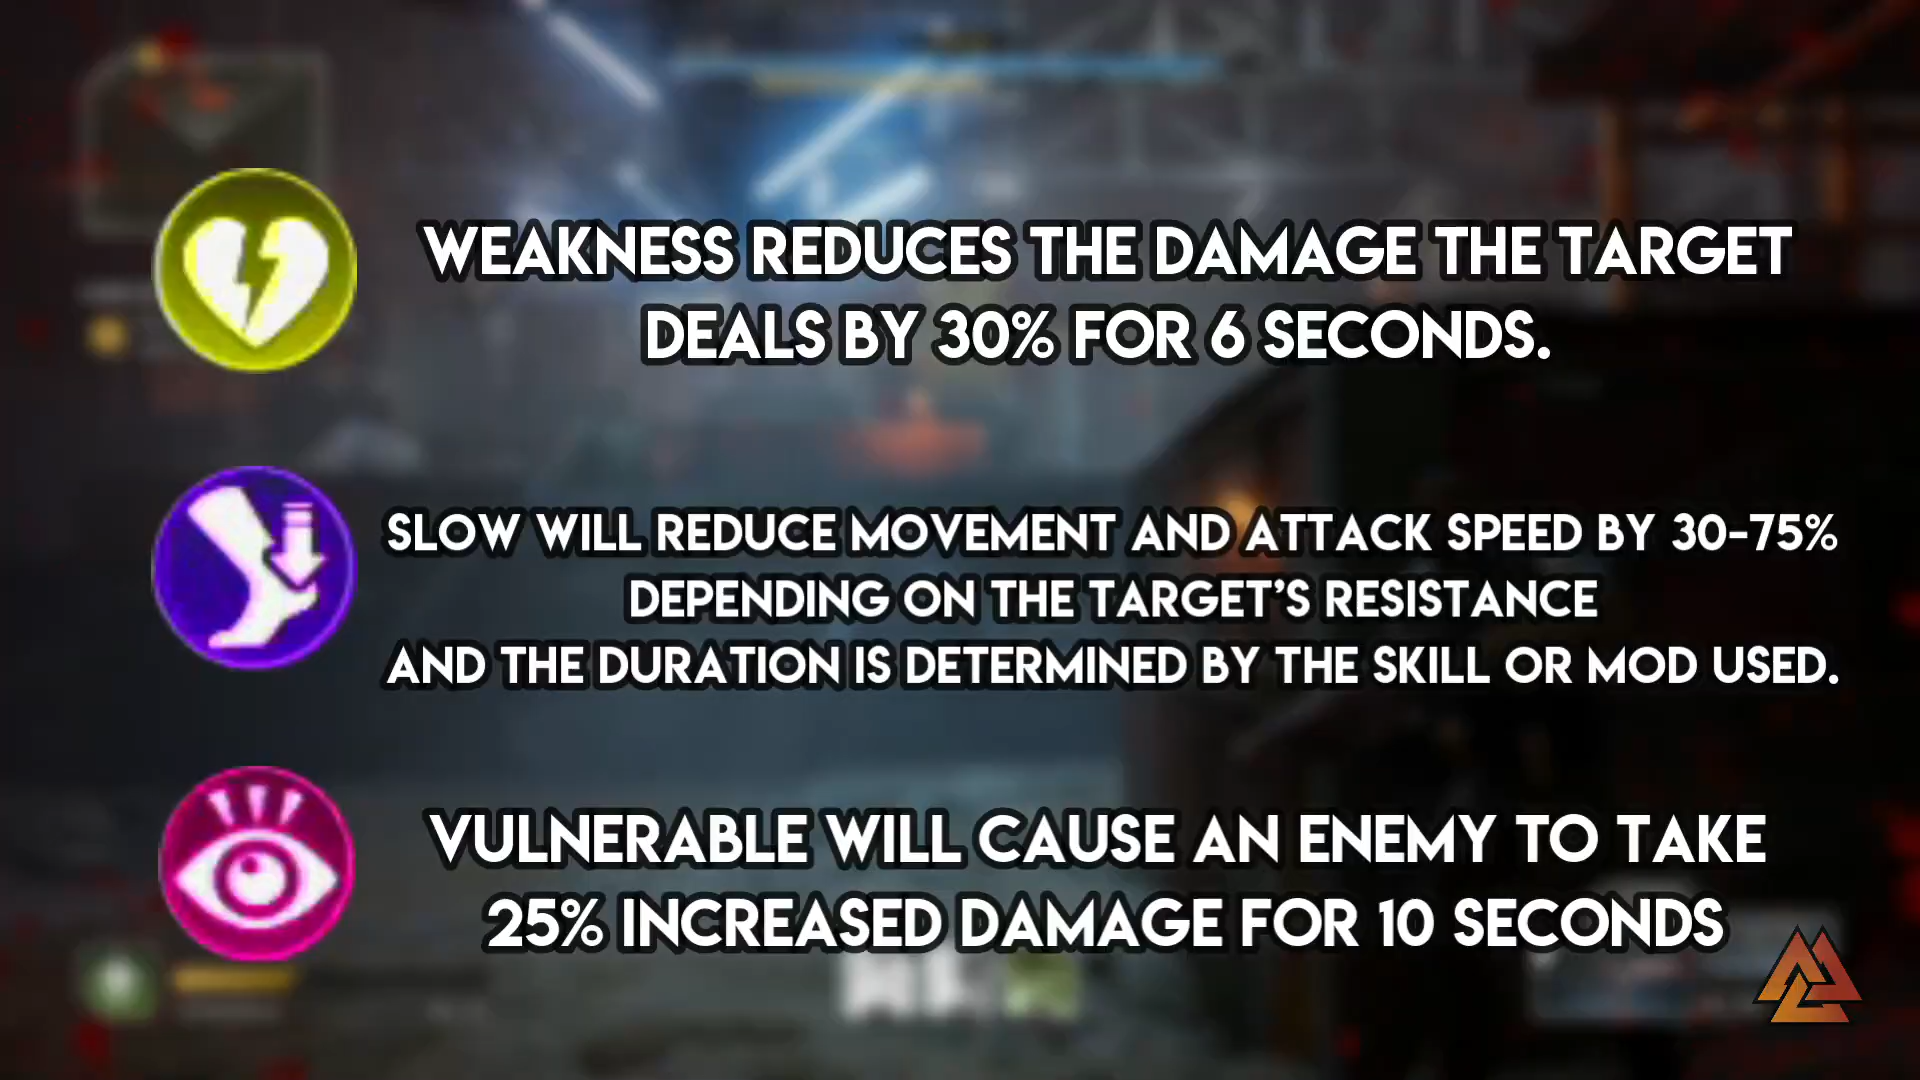 WEAKNESS REDUCES THE DAMAGE THE TARGET
DEALS BY 30% FOR 6 SECONDS.
SLOW WILL REDUCE MOVEMENT AND ATTACK SPEED BY 30-75%
DEPENDING ON THE TARGET'S RESISTANCE
AND THE DURATION IS DETERMINED BY THE SKILL OR MOD USED.
VULNERABLE WILL CAUSE AN ENEMY TO TAKE
25% INCREASED DAMAGE FOR 10 SECONDS